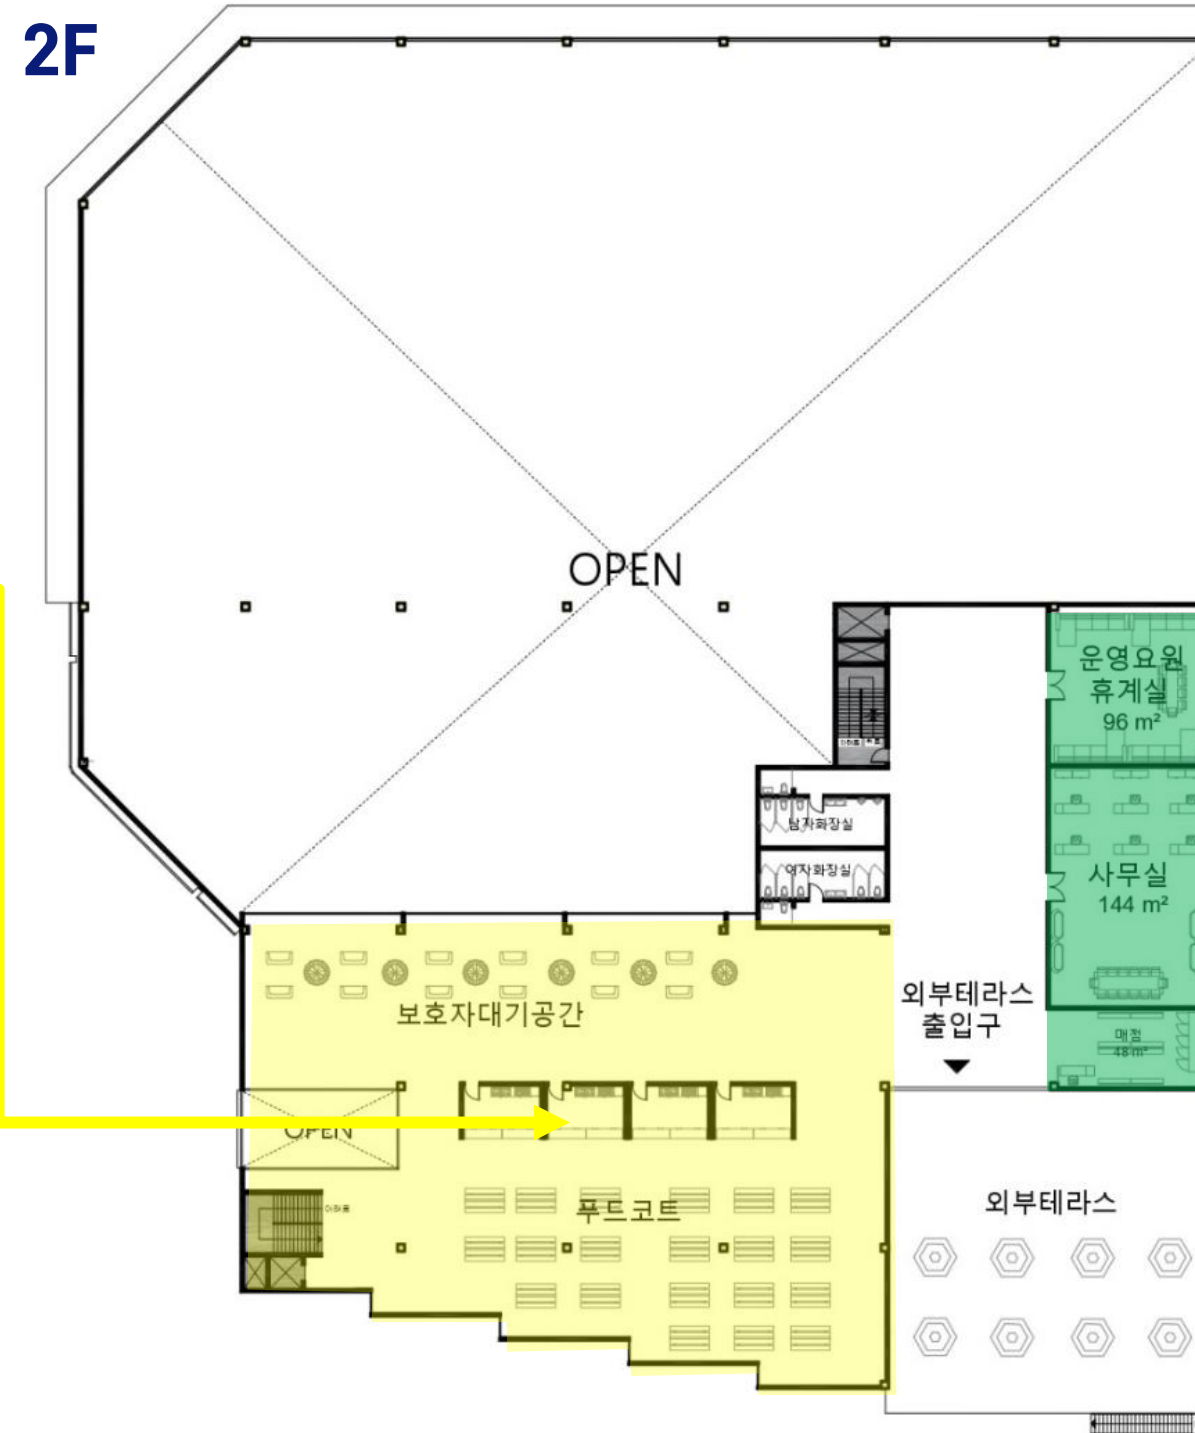 2F
OPEN
운영요원
휴게실
96 m²
남자화장실
여자화장실
사무실
144 m²
외부테라스
출입구
보호자대기공간
매점
48 m²
OPEN
푸드코트
외부테라스